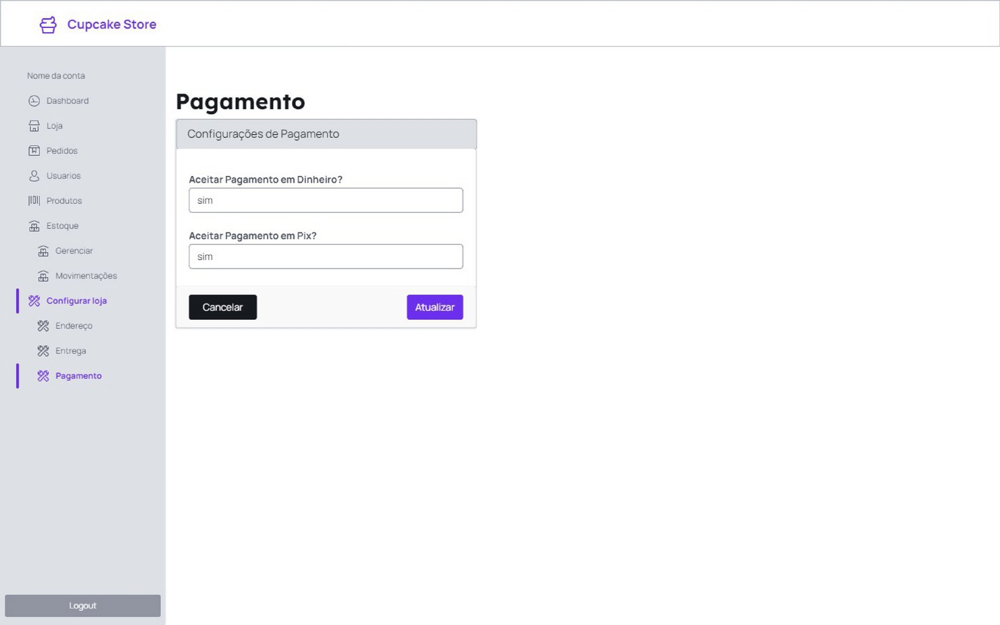 Cupcake Store
Nome da conta
Dashboard
Loja
Pedidos
Usuarios
Produtos
Estoque
Gerenciar
Movimentações
Configurar loja
Endereço
Entrega
Pagamento
Logout
Pagamento
Configurações de Pagamento
Aceitar Pagamento em Dinheiro?
sim
Aceitar Pagamento em Pix?
sim
Cancelar
Atualizar